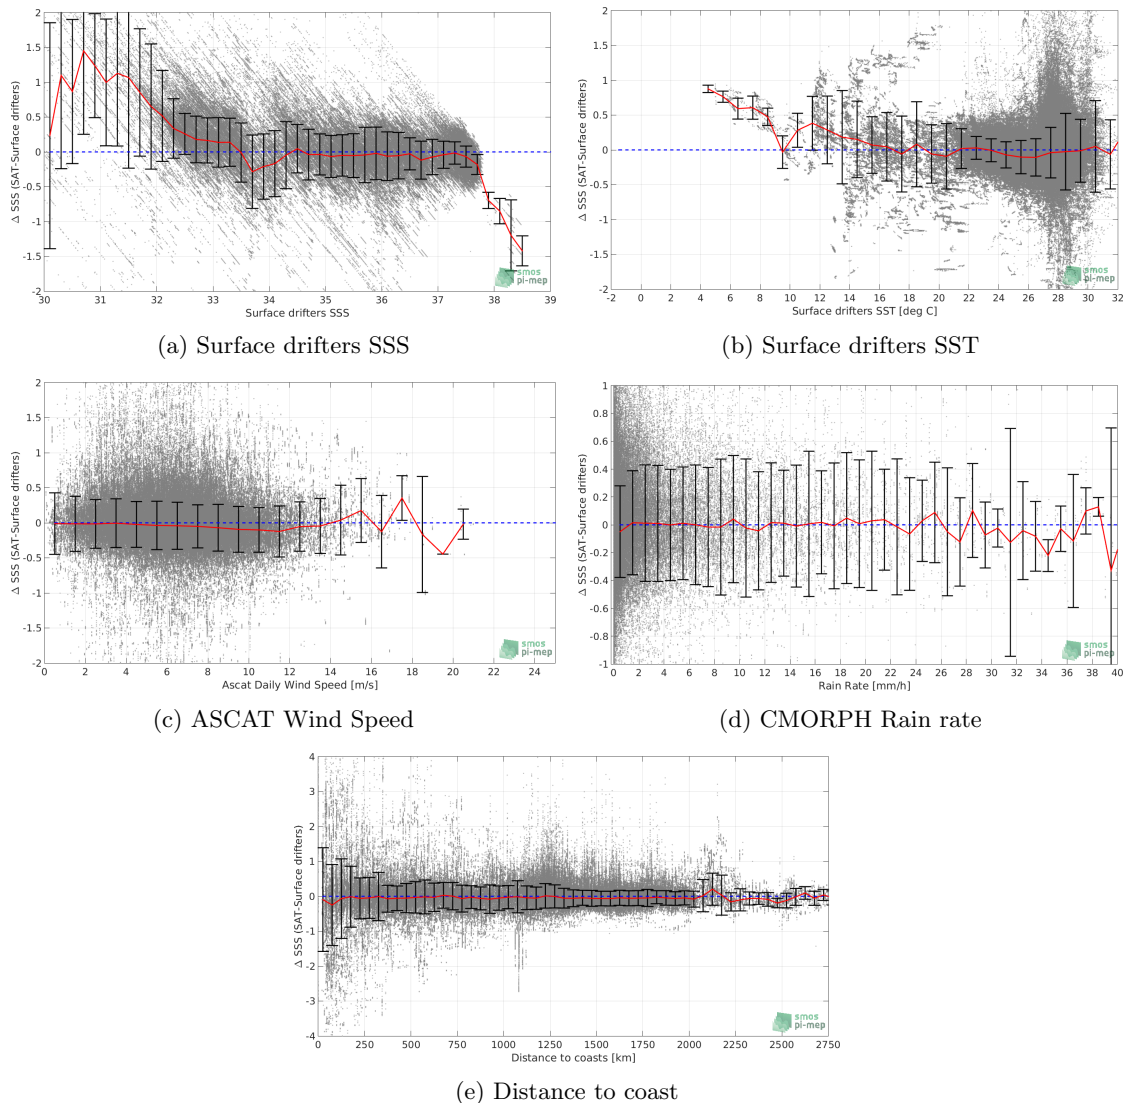 Δ SSS (SAT-Surface drifters)
2
1.5
1
0.5
0
-0.5
-1
-1.5
-2
30 31 32 33 34 35 36 37 38 39
Surface drifters SSS
smos
pi-mep
(a) Surface drifters SSS
Δ SSS (SAT-Surface drifters)
2
1.5
1
0.5
0
-0.5
-1
-1.5
-2
-2 0 2 4 6 8 10 12 14 16 18 20 22 24 26 28 30 32
Surface drifters SST [deg C]
smos
pi-mep
(b) Surface drifters SST
Δ SSS (SAT-Surface drifters)
2
1.5
1
0.5
0
-0.5
-1
-1.5
-2
0 2 4 6 8 10 12 14 16 18 20 22 24
Ascat Daily Wind Speed [m/s]
smos
pi-mep
(c) ASCAT Wind Speed
Δ SSS (SAT-Surface drifters)
1
0.8
0.6
0.4
0.2
0
-0.2
-0.4
-0.6
-0.8
-1
0 2 4 6 8 10 12 14 16 18 20 22 24 26 28 30 32 34 36 38 40
Rain Rate [mm/h]
smos
pi-mep
(d) CMORPH Rain rate
Δ SSS (SAT-Surface drifters)
4
3
2
1
0
-1
-2
-3
-4
0 250 500 750 1000 1250 1500 1750 2000 2250 2500 2750
Distance to coasts [km]
smos
pi-mep
(e) Distance to coast